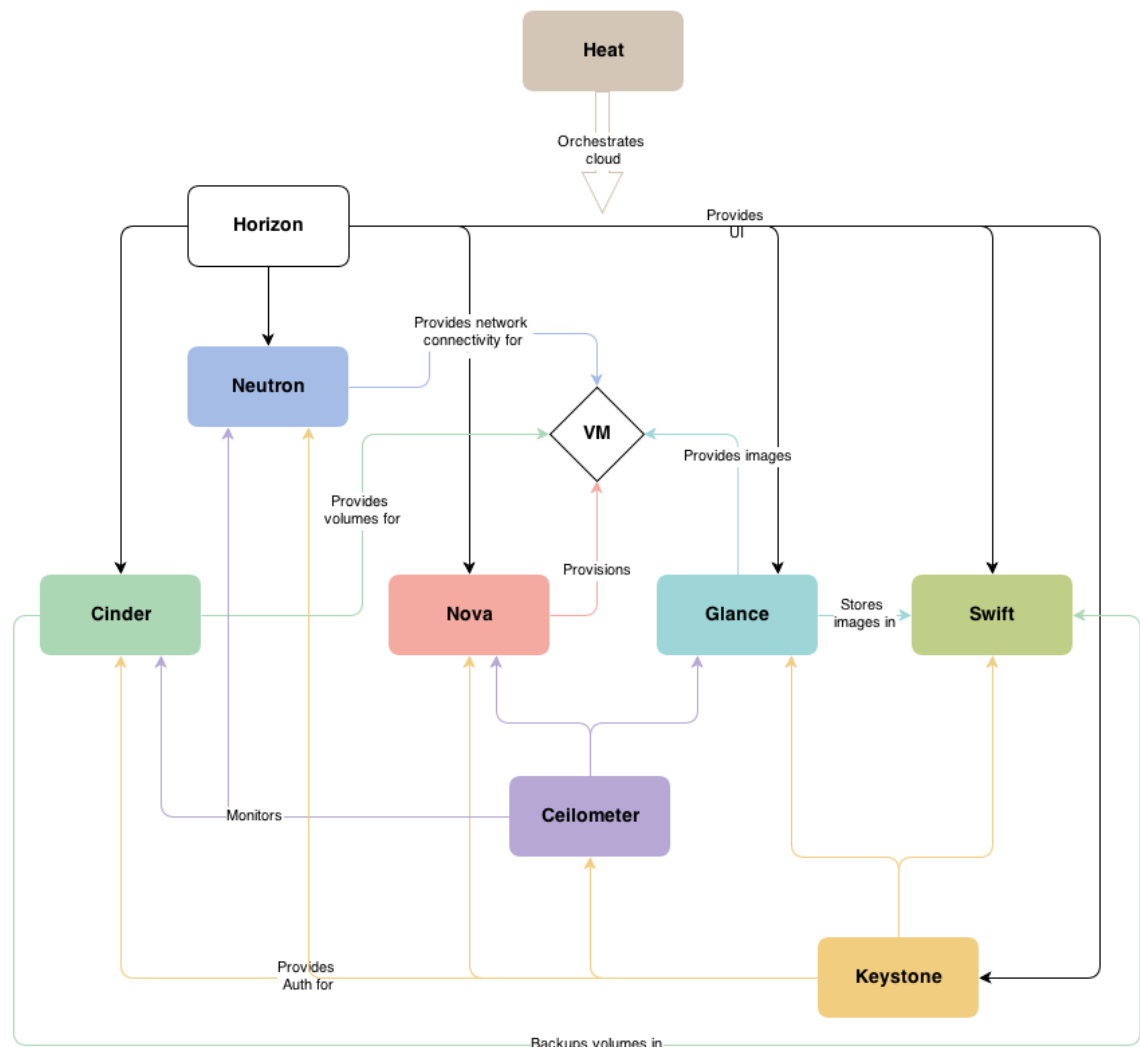 Heat
Orchestrates
cloud
Horizon
Provides
UI
Provides network
connectivity for
Neutron
VM
Provides images
Provides
volumes for
Provisions
Cinder
Nova
Glance
Stores
images in
Swift
Monitors
Ceilometer
Provides
Auth for
Keystone
Backups volumes in